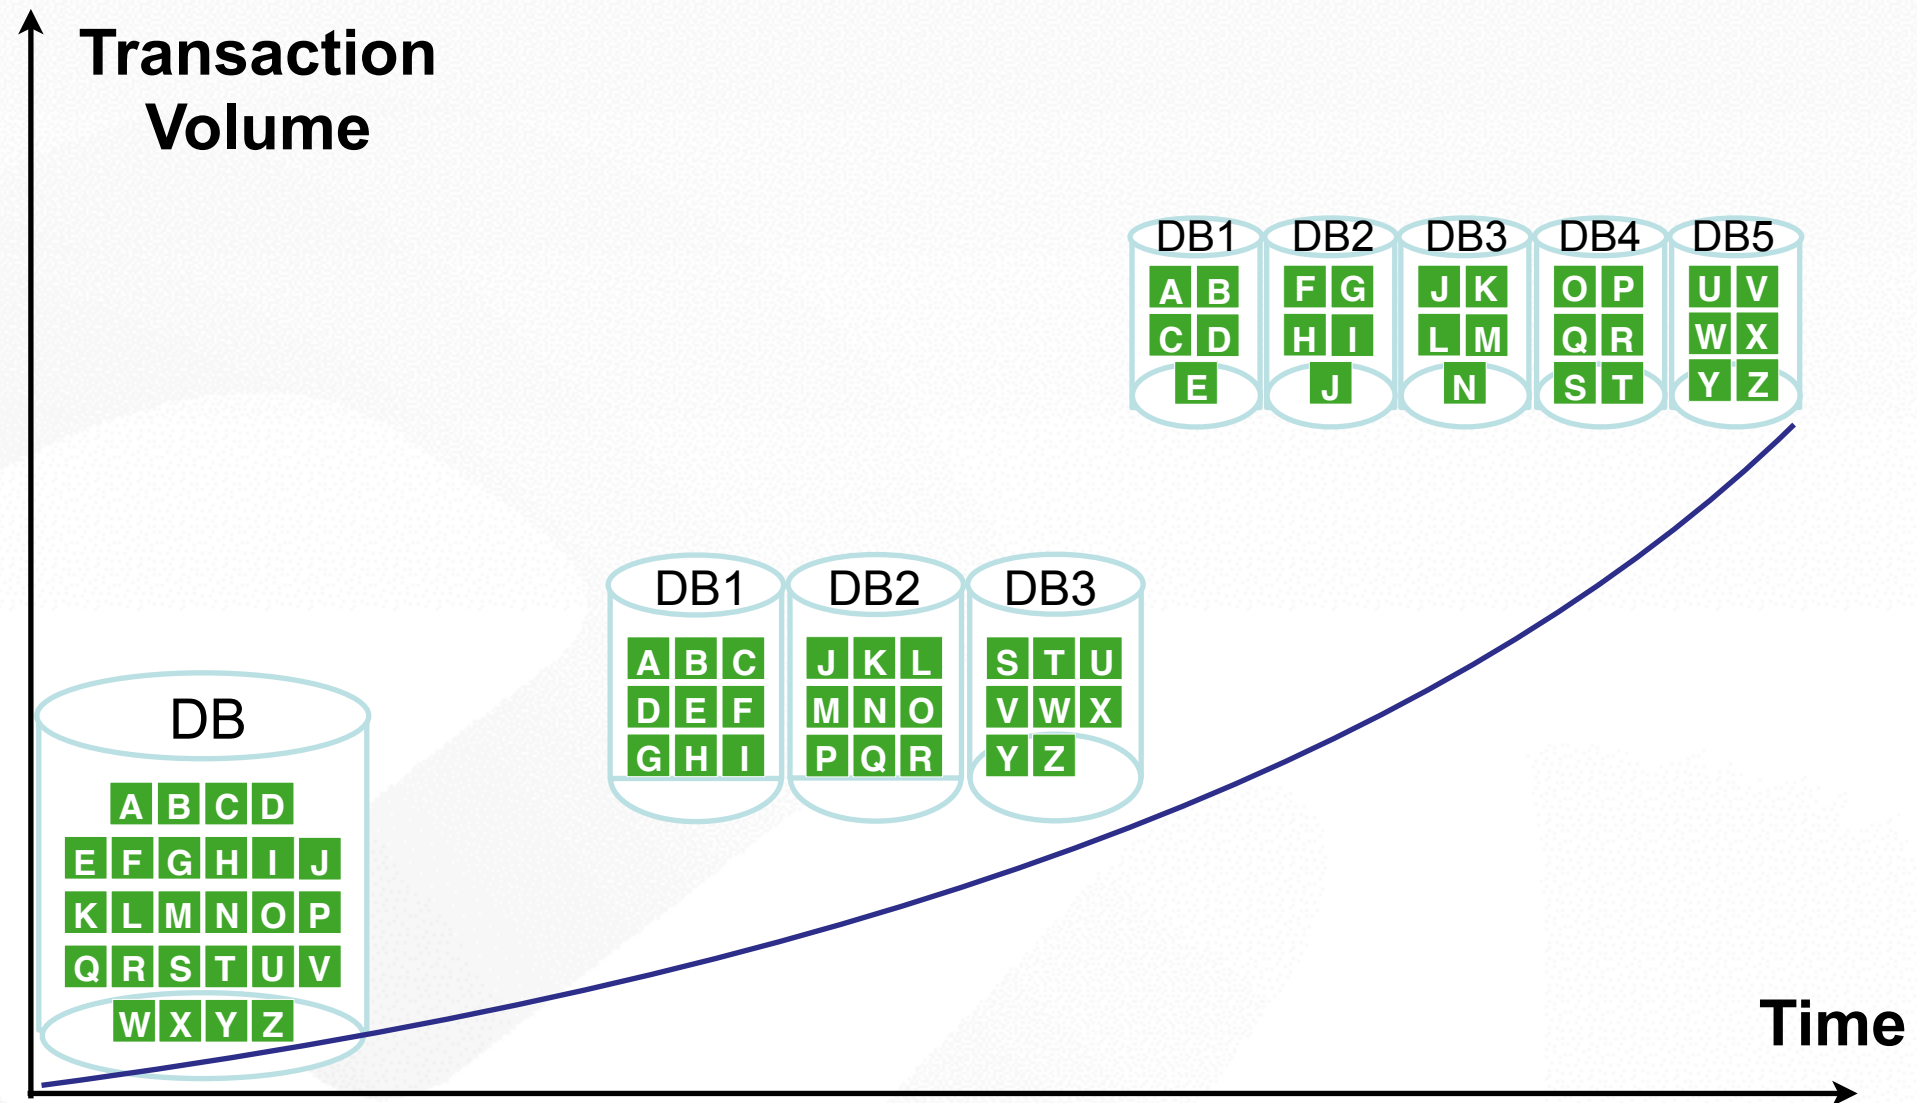 Transaction
Volume
DB1 DB2 DB3 DB4 DB5
A B F G J K O P U V
C D H I L M Q R W X
E J N S T Y Z
DB1 DB2 DB3
A B C J K L S T U
D E F M N O V W X
G H I P Q R Y Z
DB
A B C D
E F G H I J
K L M N O P
Q R S T U V
W X Y Z
Time